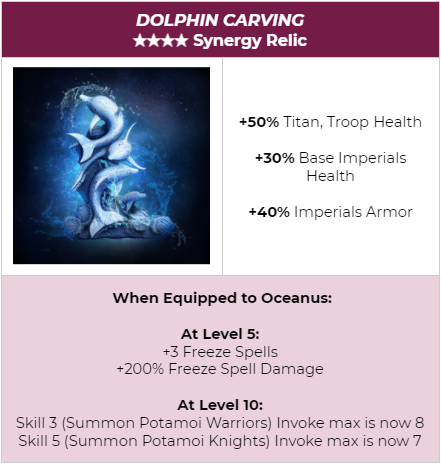 DOLPHIN CARVING
★★★★ Synergy Relic
+50% Titan, Troop Health
+30% Base Imperials
Health
+40% Imperials Armor
When Equipped to Oceanus:
At Level 5:
+3 Freeze Spells
+200% Freeze Spell Damage
At Level 10:
Skill 3 (Summon Potamoi Warriors) Invoke max is now 8
Skill 5 (Summon Potamoi Knights) Invoke max is now 7